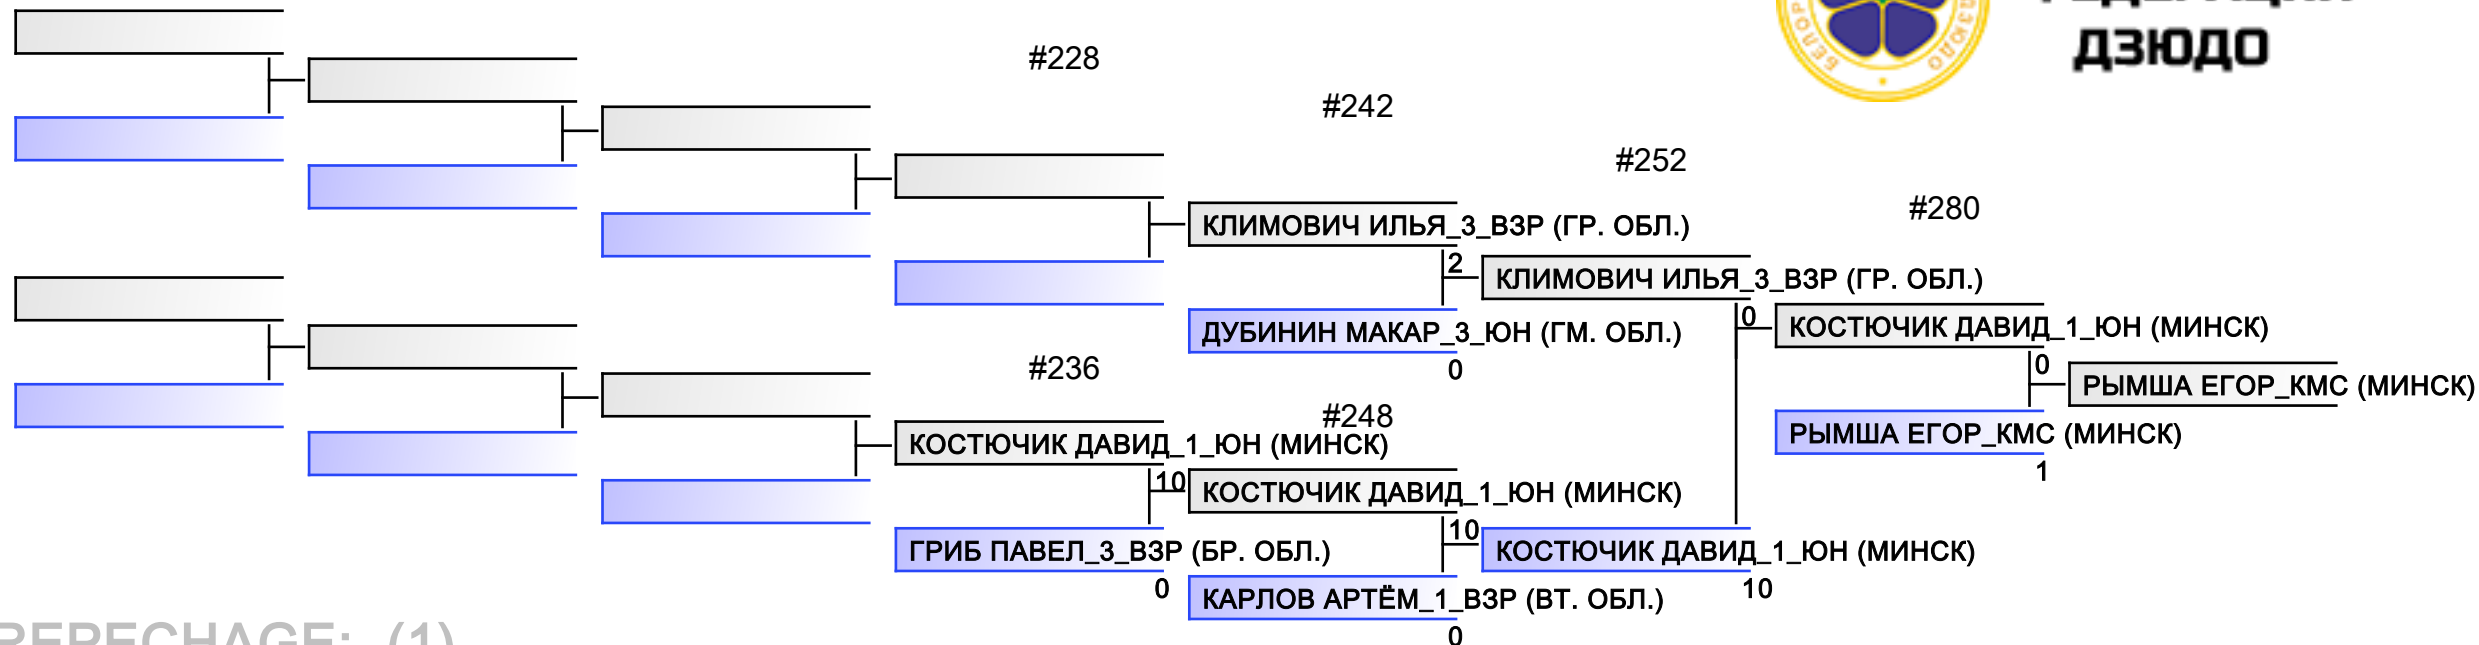 ДЗЮДО
#228
#242
#252
#280
КЛИМОВИЧ ИЛЬЯ_3_ВЗР (ГР. ОБЛ.)
2
КЛИМОВИЧ ИЛЬЯ_3_ВЗР (ГР. ОБЛ.)
ДУБИНИН МАКАР_3_ЮН (ГМ. ОБЛ.)
0
0
КОСТЮЧИК ДАВИД_1_ЮН (МИНСК)
0
РЫМША ЕГОР_КМС (МИНСК)
РЫМША ЕГОР_КМС (МИНСК)
1
#236
#248
КОСТЮЧИК ДАВИД_1_ЮН (МИНСК)
10
КОСТЮЧИК ДАВИД_1_ЮН (МИНСК)
ГРИБ ПАВЕЛ_3_ВЗР (БР. ОБЛ.)
0
10
КОСТЮЧИК ДАВИД_1_ЮН (МИНСК)
10
КАРЛОВ АРТЁМ_1_ВЗР (ВТ. ОБЛ.)
0
REPECHAGE: (1)